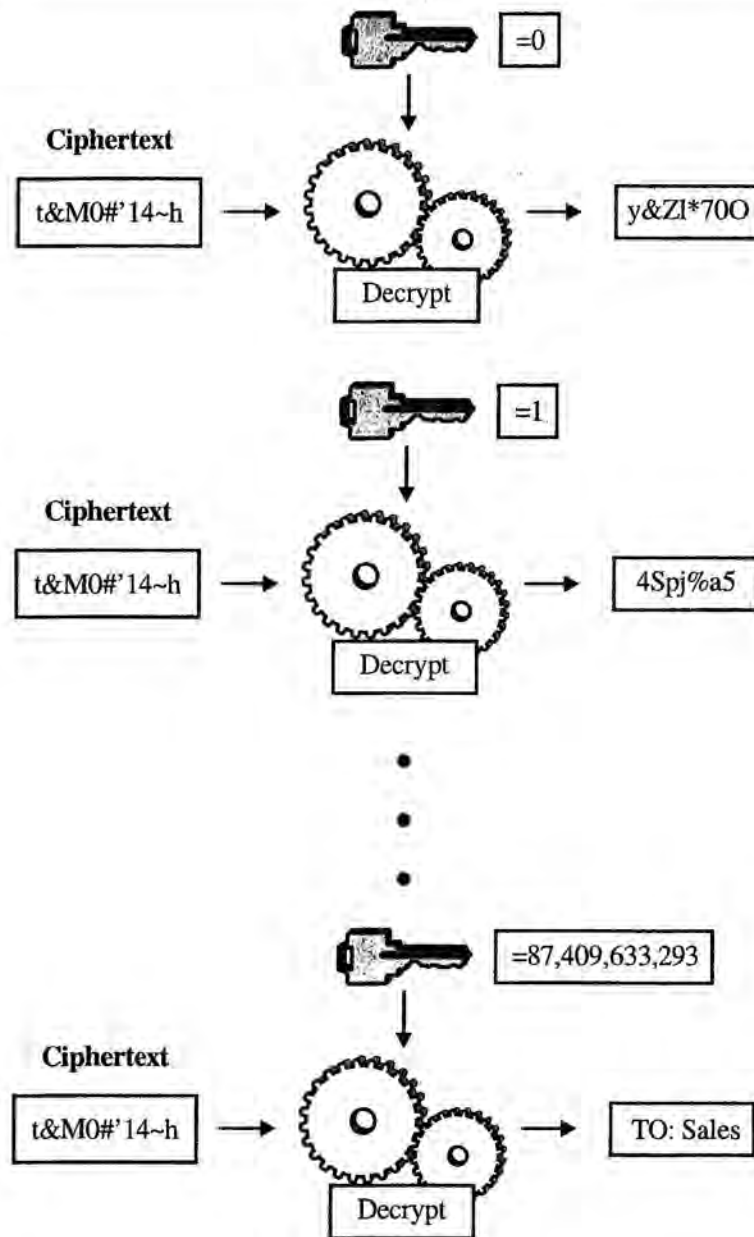 =0
Ciphertext
t&M0#'14~h
y&Zl*70O
Decrypt
=1
Ciphertext
t&M0#'14~h
4Spj%a5
Decrypt
=87,409,633,293
Ciphertext
t&M0#'14~h
TO: Sales
Decrypt